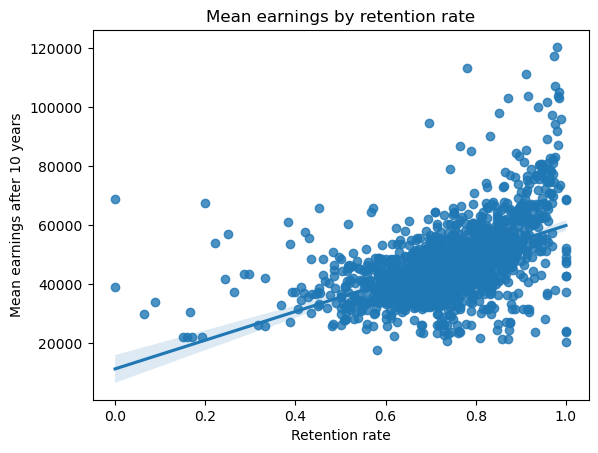 Mean earnings by retention rate
120000
100000
80000
60000
40000
20000
Mean earnings after 10 years
0.0 0.2 0.4 0.6 0.8 1.0
Retention rate